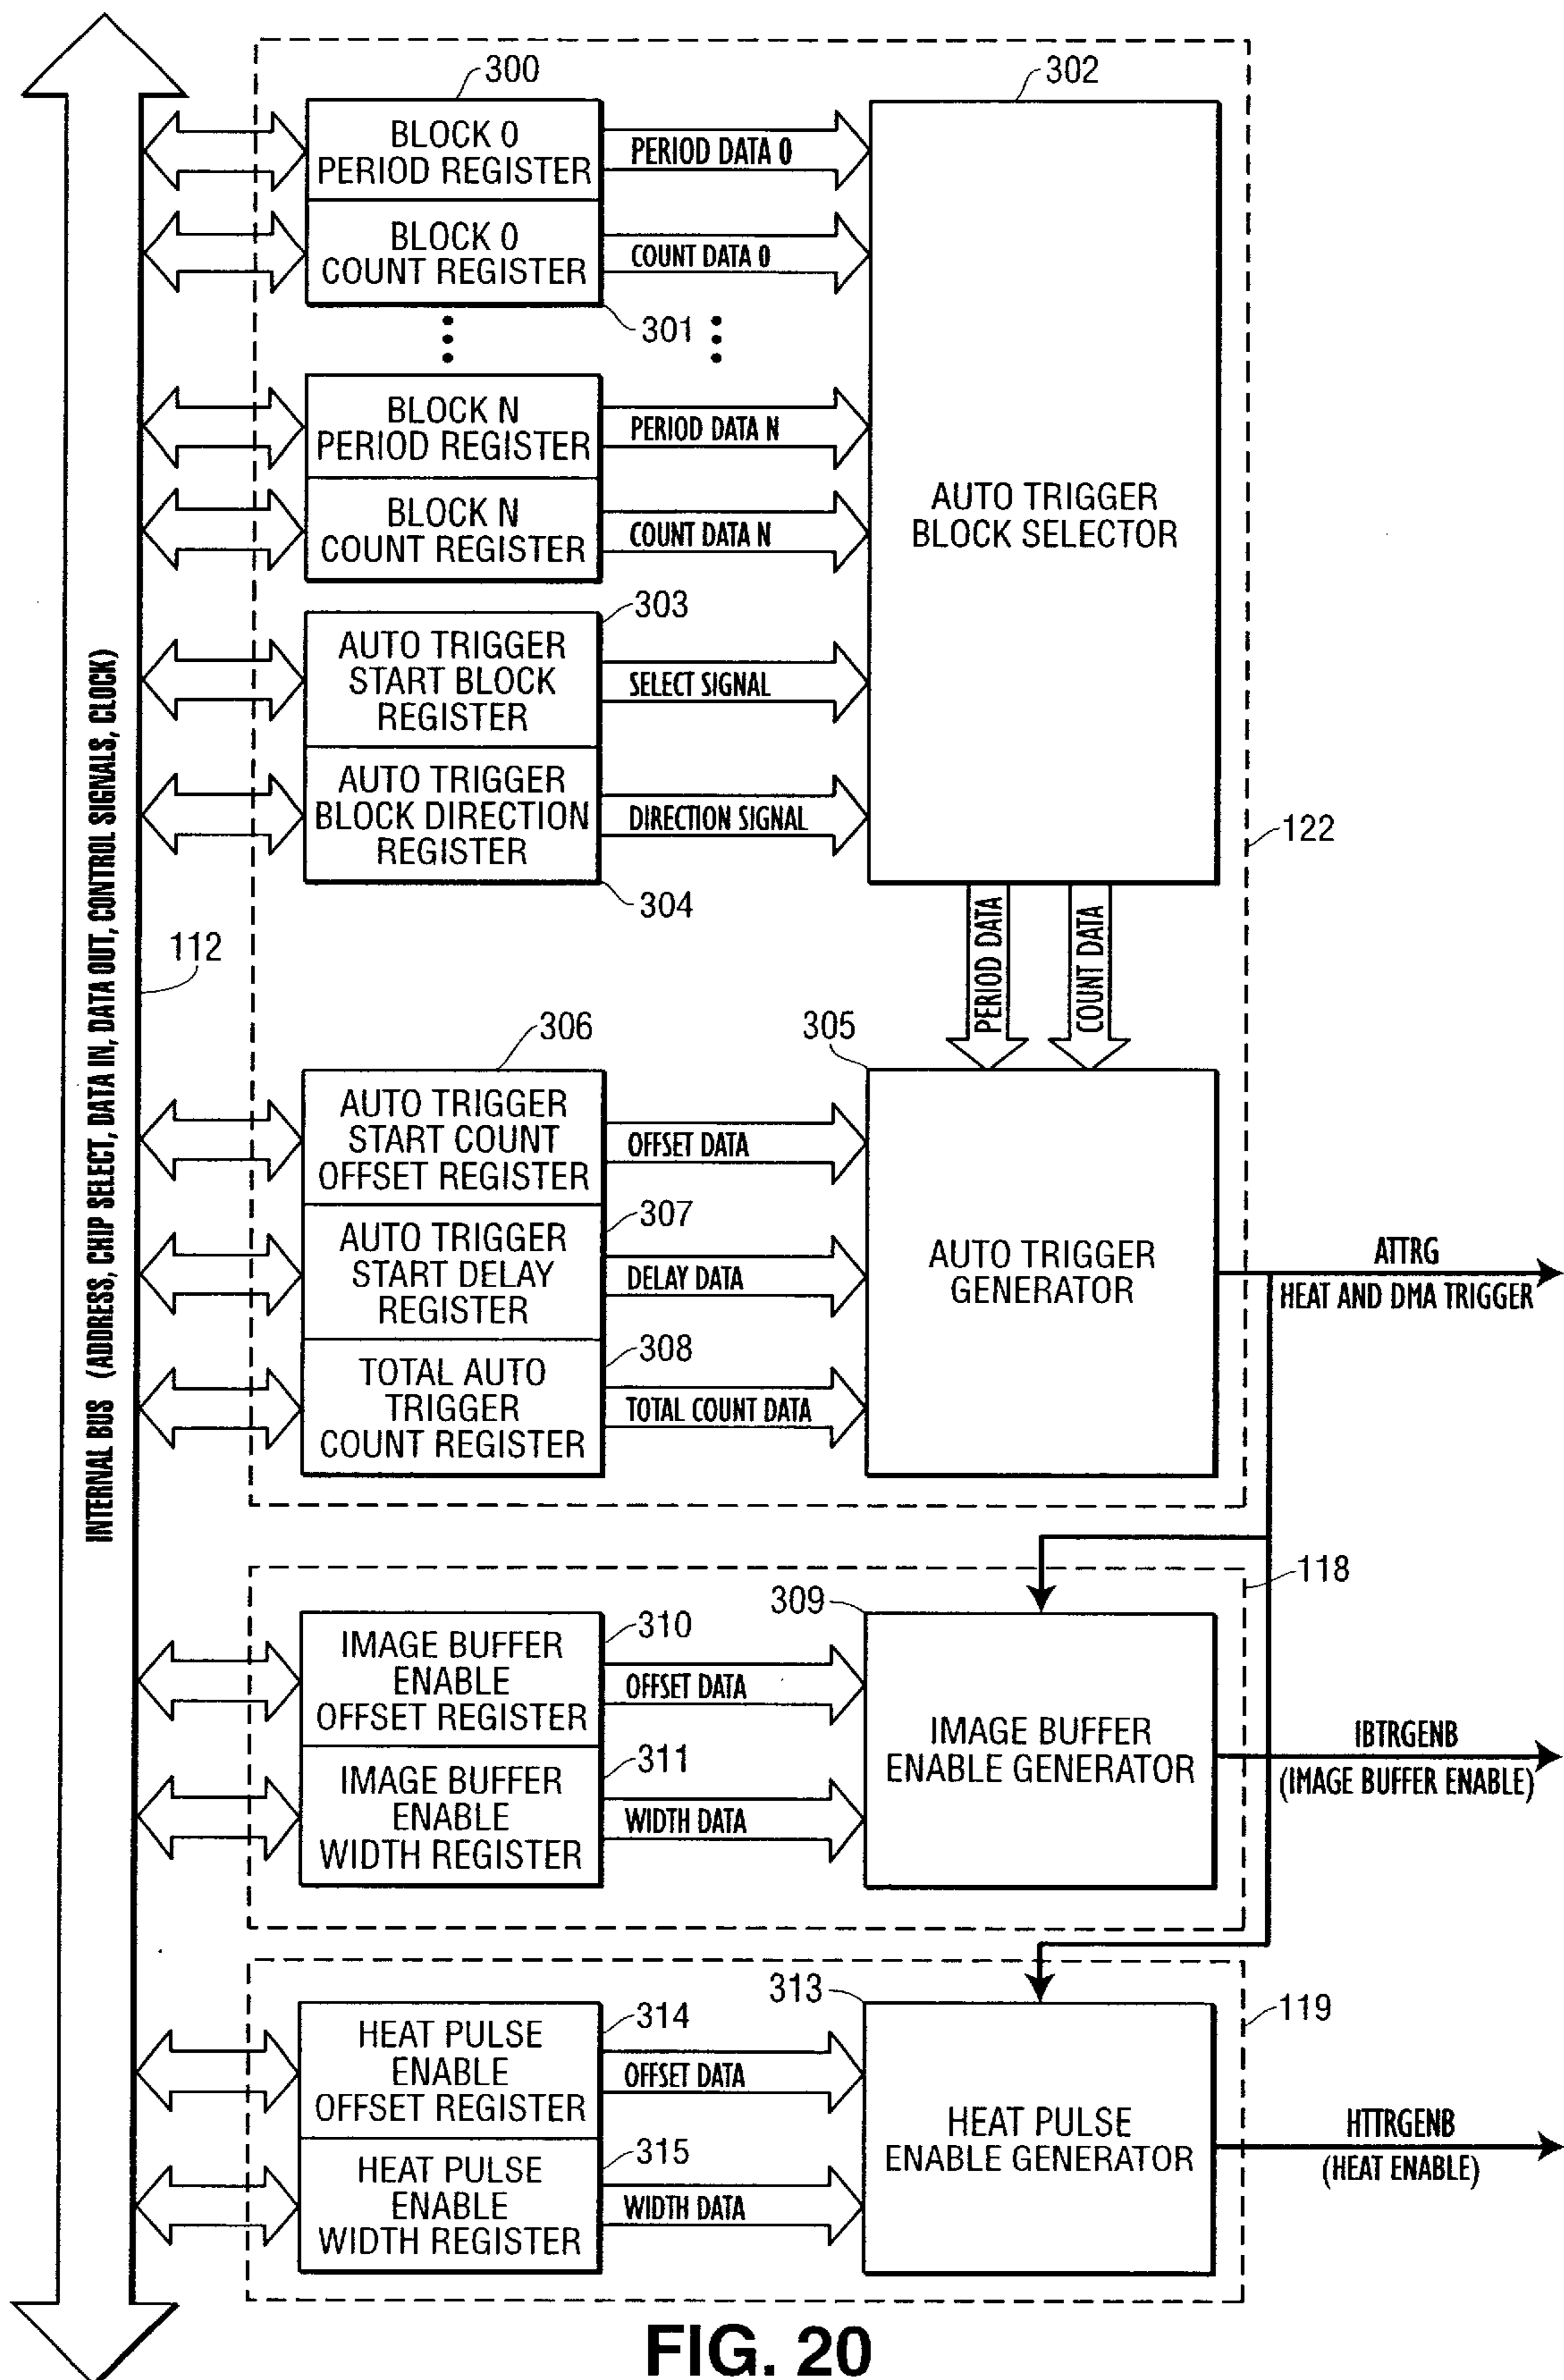 300
302
BLOCK 0
PERIOD REGISTER
PERIOD DATA 0
BLOCK 0
COUNT REGISTER
COUNT DATA 0
301
BLOCK N
PERIOD REGISTER
PERIOD DATA N
BLOCK N
COUNT REGISTER
COUNT DATA N
AUTO TRIGGER
BLOCK SELECTOR
303
AUTO TRIGGER
START BLOCK
REGISTER
SELECT SIGNAL
AUTO TRIGGER
BLOCK DIRECTION
REGISTER
DIRECTION SIGNAL
304
122
INTERNAL BUS (ADDRESS, CHIP SELECT, DATA IN, DATA OUT, CONTROL SIGNALS, CLOCK)
112
PERIOD DATA
COUNT DATA
306
305
AUTO TRIGGER
START COUNT
OFFSET REGISTER
OFFSET DATA
307
AUTO TRIGGER
START DELAY
REGISTER
DELAY DATA
308
TOTAL AUTO
TRIGGER
COUNT REGISTER
TOTAL COUNT DATA
AUTO TRIGGER
GENERATOR
ATTRG
HEAT AND DMA TRIGGER
118
309
310
IMAGE BUFFER
ENABLE
OFFSET REGISTER
OFFSET DATA
311
IMAGE BUFFER
ENABLE
WIDTH REGISTER
WIDTH DATA
IMAGE BUFFER
ENABLE GENERATOR
IBTRGENB
(IMAGE BUFFER ENABLE)
313
119
314
HEAT PULSE
ENABLE
OFFSET REGISTER
OFFSET DATA
315
HEAT PULSE
ENABLE
WIDTH REGISTER
WIDTH DATA
HEAT PULSE
ENABLE GENERATOR
HTTRGENB
(HEAT ENABLE)
FIG. 20